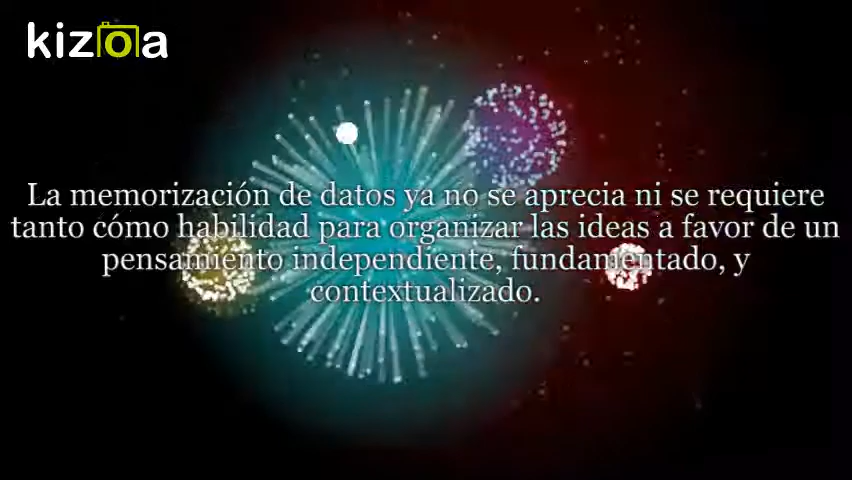 kizoa
La memorización de datos ya no se aprecia ni se requiere
tanto cómo habilidad para organizar las ideas a favor de un
pensamiento independiente, fundamentado, y
contextualizado.